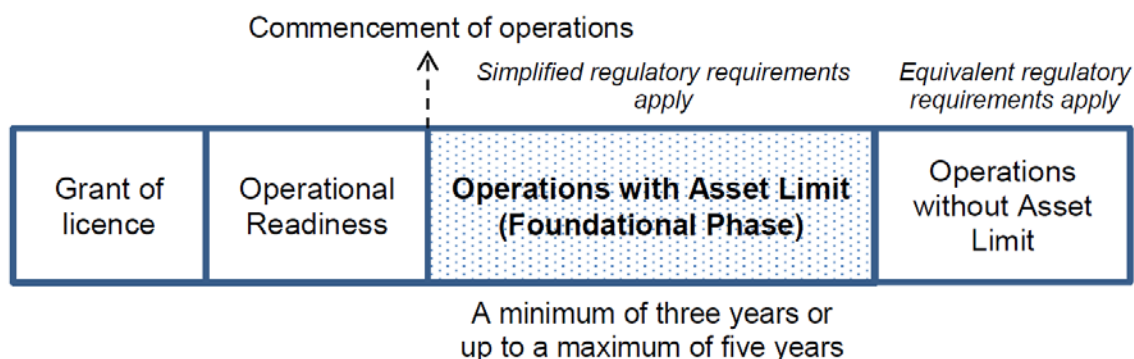 Commencement of operations
Simplified regulatory requirements
apply
Equivalent regulatory
requirements apply
Grant of
licence
Operational
Readiness
Operations with Asset Limit
(Foundational Phase)
Operations
without Asset
Limit
A minimum of three years or
up to a maximum of five years